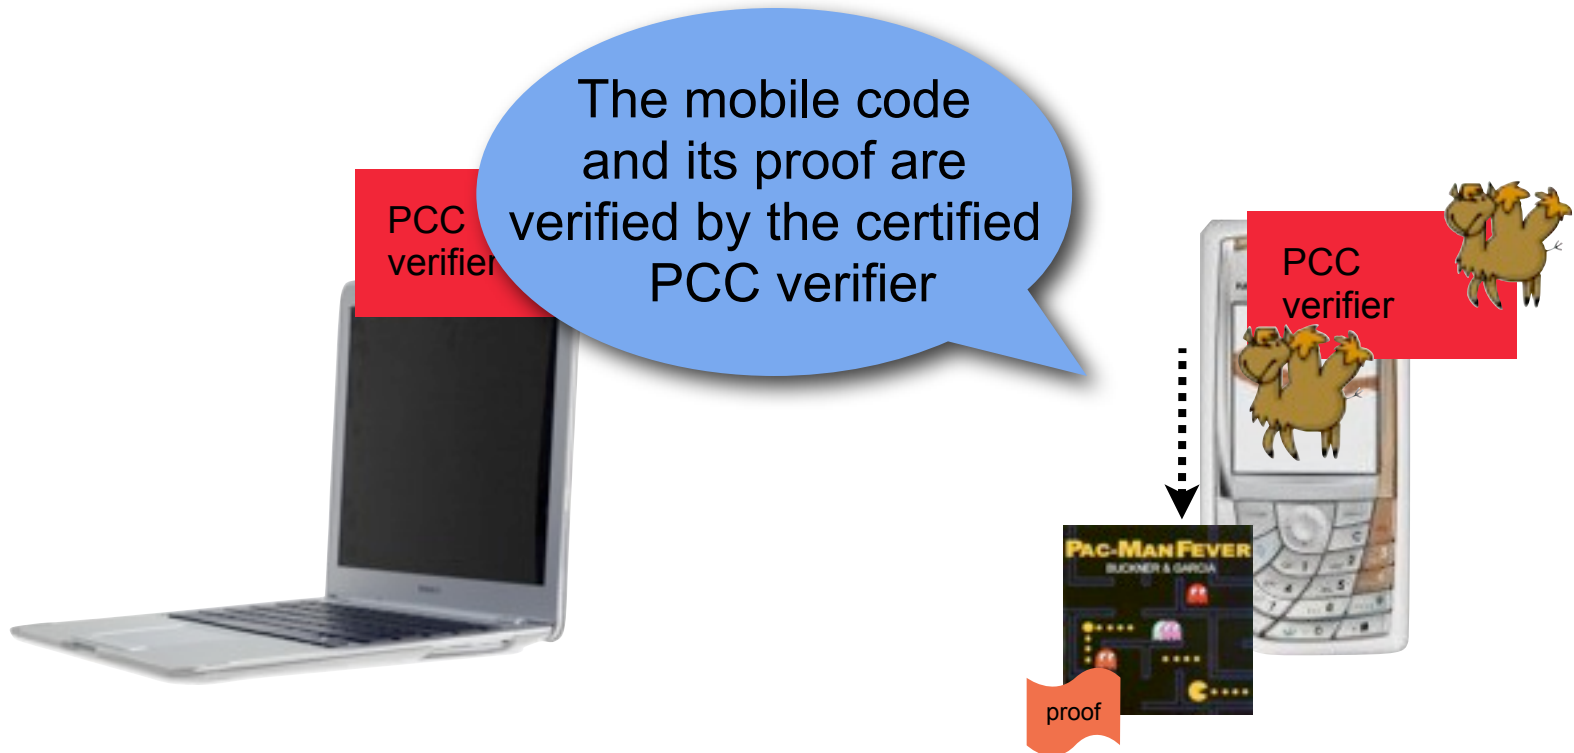 The mobile code
and its proof are
verified by the certified
PCC verifier
PCC
verifier
PCC
verifier
PAC-MAN FEVER
BUCKNER & GARCIA
proof